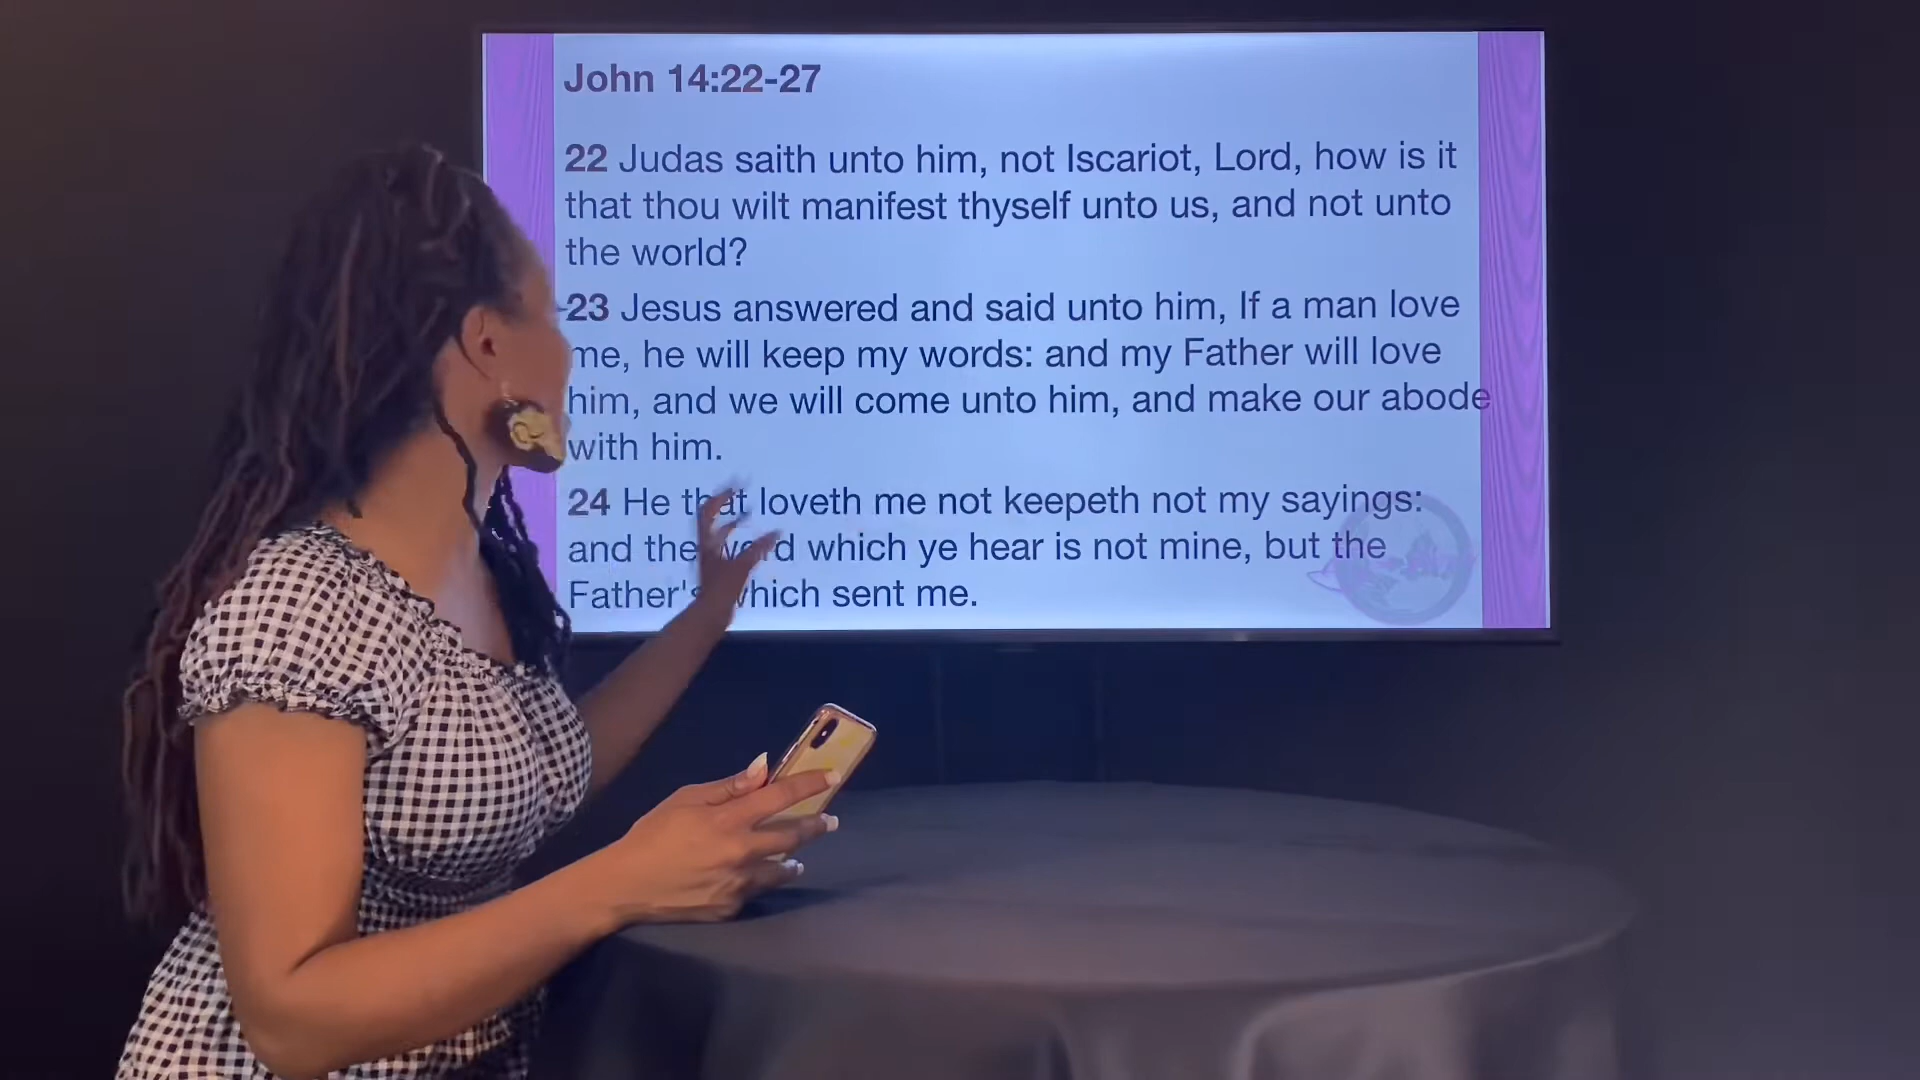 John 14:22-27
22 Judas saith unto him, not Iscariot, Lord, how is it
that thou wilt manifest thyself unto us, and not unto
the world?
23 Jesus answered and said unto him, If a man love
me, he will keep my words: and my Father will love
him, and we will come unto him, and make our abode
with him.
24 He that loveth me not keepeth not my sayings:
and the word which ye hear is not mine, but the
Father's which sent me.